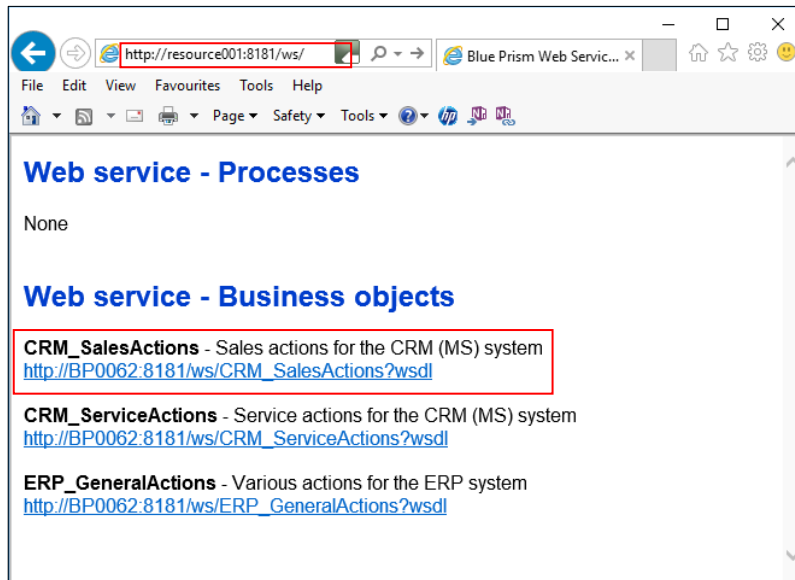 http://resource001:8181/ws/
Blue Prism Web Servic...
File Edit View Favourites Tools Help
Page Safety Tools
Web service - Processes
None
Web service - Business objects
CRM_SalesActions - Sales actions for the CRM (MS) system
http://BP0062:8181/ws/CRM_SalesActions?wsdl
CRM_ServiceActions - Service actions for the CRM (MS) system
http://BP0062:8181/ws/CRM_ServiceActions?wsdl
ERP_GeneralActions - Various actions for the ERP system
http://BP0062:8181/ws/ERP_GeneralActions?wsdl